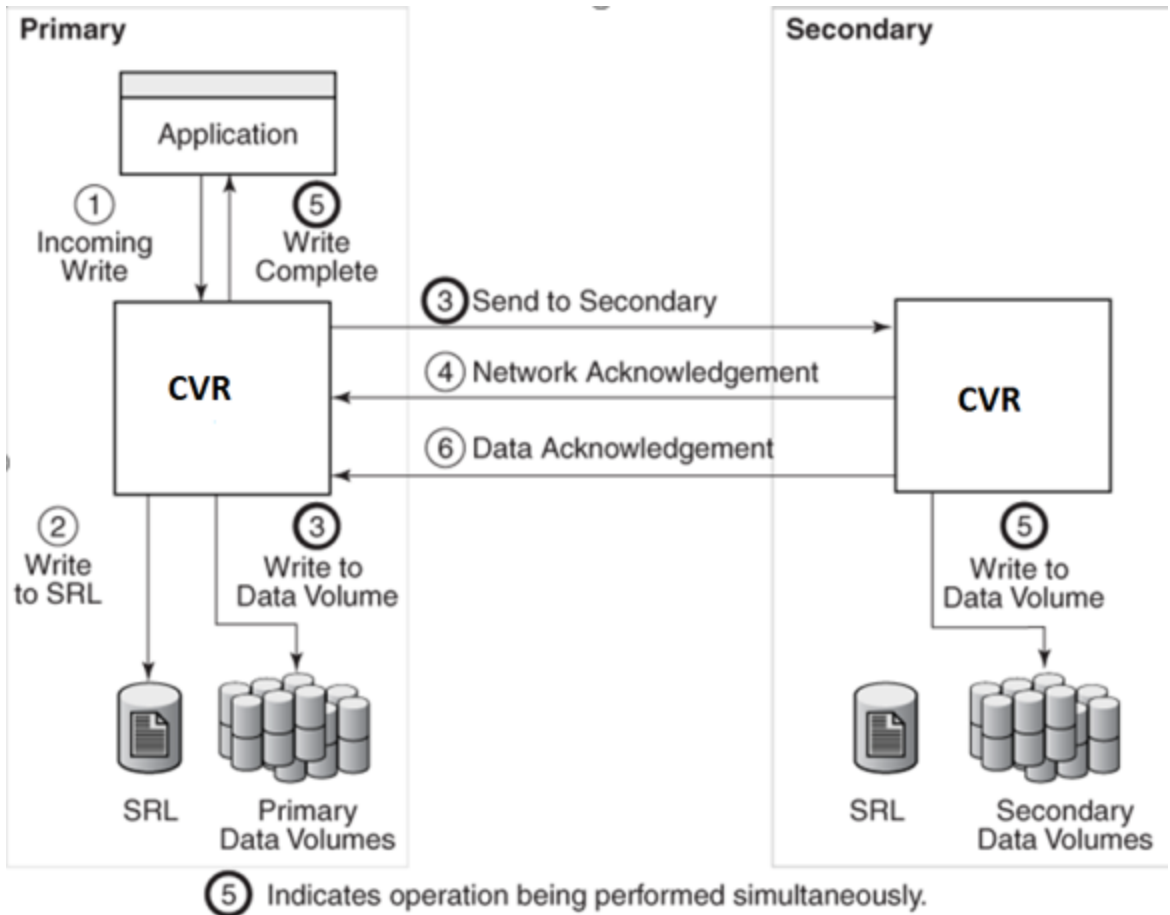 Primary
Secondary
Application
1
Incoming
Write
5
Write
Complete
3 Send to Secondary
4 Network Acknowledgement
6 Data Acknowledgement
CVR
CVR
2
Write
to SRL
3
Write to
Data Volume
5
Write to
Data Volume
SRL
Primary
Data Volumes
SRL
Secondary
Data Volumes
5 Indicates operation being performed simultaneously.